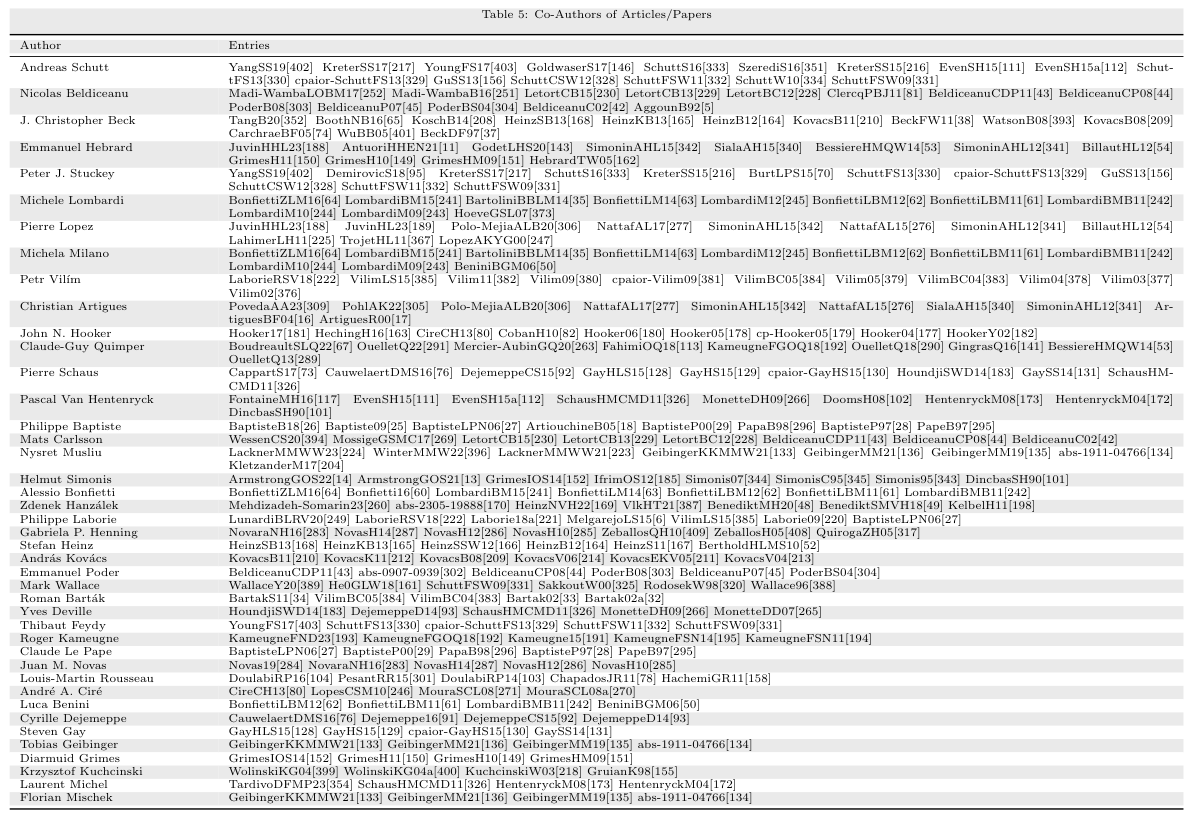 Table 5: Co-Authors of Articles/Papers
Author Entries
Andreas Schutt YangSS19[402] KreterSS17[217] YoungFS17[403] GoldwaserS17[146] SchuttS16[333] SzerediS16[351] KreterSS15[216] EvenSH15[111] EvenSH15a[112] Schut-
tFS13[330] cpaior-SchuttFS13[329] GuSS13[156] SchuttCSW12[328] SchuttFSW11[332] SchuttW10[334] SchuttFSW09[331]
Nicolas Beldiceanu Madi-WambaLOBM17[252] Madi-WambaB16[251] LetortCB15[230] LetortCB13[229] LetortBC12[228] ClercqPBJ11[81] BeldiceanuCDP11[43] BeldiceanuCP08[44]
PoderB08[303] BeldiceanuP07[45] PoderBS04[304] BeldiceanuC02[42] AggounB92[5]
J. Christopher Beck TangB20[352] BoothNB16[65] KoschB14[208] HeinzSB13[168] HeinzKB13[165] HeinzB12[164] KovacsB11[210] BeckFW11[38] WatsonB08[393] KovacsB08[209]
CarchraeBF05[74] WuBB05[401] BeckDF97[37]
Emmanuel Hebrard JuvinHHL23[188] AntuoriHHEN21[11] GodetLHS20[143] SimoninAHL15[342] SialaAH15[340] BessiereHMQW14[53] SimoninAHL12[341] BillautHL12[54]
GrimesH11[150] GrimesH10[149] GrimesHM09[151] HebrardTW05[162]
Peter J. Stuckey YangSS19[402] DemirovicS18[95] KreterSS17[217] SchuttS16[333] KreterSS15[216] BurtLPS15[70] SchuttFS13[330] cpaior-SchuttFS13[329] GuSS13[156]
SchuttCSW12[328] SchuttFSW11[332] SchuttFSW09[331]
Michele Lombardi BonfiettiZLM16[64] LombardiBM15[241] BartoliniBBLM14[35] BonfiettiLM14[63] LombardiM12[245] BonfiettiLBM12[62] BonfiettiLBM11[61] LombardiBMB11[242]
LombardiM10[244] LombardiM09[243] HoeveGSL07[373]
Pierre Lopez JuvinHHL23[188] JuvinHL23[189] Polo-MejiaALB20[306] NattafAL17[277] SimoninAHL15[342] NattafAL15[276] SimoninAHL12[341] BillautHL12[54]
LahimerLH11[225] TrojetHL11[367] LopezAKYG00[247]
Michela Milano BonfiettiZLM16[64] LombardiBM15[241] BartoliniBBLM14[35] BonfiettiLM14[63] LombardiM12[245] BonfiettiLBM12[62] BonfiettiLBM11[61] LombardiBMB11[242]
LombardiM10[244] LombardiM09[243] BeniniBGM06[50]
Petr Vilím LaborieRSV18[222] VilimLS15[385] Vilim11[382] Vilim09[380] cpaior-Vilim09[381] VilimBC05[384] Vilim05[379] VilimBC04[383] Vilim04[378] Vilim03[377]
Vilim02[376]
Christian Artigues PovedaAA23[309] PohlAK22[305] Polo-MejiaALB20[306] NattafAL17[277] SimoninAHL15[342] NattafAL15[276] SialaAH15[340] SimoninAHL12[341] Ar-
tiguesBF04[16] ArtiguesR00[17]
John N. Hooker Hooker17[181] HechingH16[163] CireCH13[80] CobanH10[82] Hooker06[180] Hooker05[178] cp-Hooker05[179] Hooker04[177] HookerY02[182]
Claude-Guy Quimper BoudreaultSLQ22[67] OuelletQ22[291] Mercier-AubinGQ20[263] FahimiOQ18[113] KameugneFGOQ18[192] OuelletQ18[290] GingrasQ16[141] BessiereHMQW14[53]
OuelletQ13[289]
Pierre Schaus CappartS17[73] CauwelaertDMS16[76] DejemeppeCS15[92] GayHLS15[128] GayHS15[129] cpaior-GayHS15[130] HoundjiSWD14[183] GaySS14[131] SchausHM-
CMD11[326]
Pascal Van Hentenryck FontaineMH16[117] EvenSH15[111] EvenSH15a[112] SchausHMCMD11[326] MonetteDH09[266] DoomsH08[102] HentenryckM08[173] HentenryckM04[172]
DincbasSH90[101]
Philippe Baptiste BaptisteB18[26] Baptiste09[25] BaptisteLPN06[27] ArtiouchineB05[18] BaptisteP00[29] PapaB98[296] BaptisteP97[28] PapeB97[295]
Mats Carlsson WessenCS20[394] MossigeGSMC17[269] LetortCB15[230] LetortCB13[229] LetortBC12[228] BeldiceanuCDP11[43] BeldiceanuCP08[44] BeldiceanuC02[42]
Nysret Musliu LacknerMMWW23[224] WinterMMW22[396] LacknerMMWW21[223] GeibingerKKMMW21[133] GeibingerMM21[136] GeibingerMM19[135] abs-1911-04766[134]
KletzanderM17[204]
Helmut Simonis ArmstrongGOS22[14] ArmstrongGOS21[13] GrimesIOS14[152] IfrimOS12[185] Simonis07[344] SimonisC95[345] Simonis95[343] DincbasSH90[101]
Alessio Bonfietti BonfiettiZLM16[64] Bonfietti16[60] LombardiBM15[241] BonfiettiLM14[63] BonfiettiLBM12[62] BonfiettiLBM11[61] LombardiBMB11[242]
Zdenek Hanzálek Mehdizadeh-Somarin23[260] abs-2305-19888[170] HeinzNVH22[169] VlkHT21[387] BenediktMH20[48] BenediktSMVH18[49] KelbelH11[198]
Philippe Laborie LunardiBLRV20[249] LaborieRSV18[222] Laborie18a[221] MelgarejoLS15[6] VilimLS15[385] Laborie09[220] BaptisteLPN06[27]
Gabriela P. Henning NovaraNH16[283] NovasH14[287] NovasH12[286] NovasH10[285] ZeballosQH10[409] ZeballosH05[408] QuirogaZH05[317]
Stefan Heinz HeinzSB13[168] HeinzKB13[165] HeinzSSW12[166] HeinzB12[164] HeinzS11[167] BertholdHLMS10[52]
András Kovács KovacsB11[210] KovacsK11[212] KovacsB08[209] KovacsV06[214] KovacsEKV05[211] KovacsV04[213]
Emmanuel Poder BeldiceanuCDP11[43] abs-0907-0939[302] BeldiceanuCP08[44] PoderB08[303] BeldiceanuP07[45] PoderBS04[304]
Mark Wallace WallaceY20[389] He0GLW18[161] SchuttFSW09[331] SakkoutW00[325] RodosekW98[320] Wallace96[388]
Roman Barták BartakS11[34] VilimBC05[384] VilimBC04[383] Bartak02[33] Bartak02a[32]
Yves Deville HoundjiSWD14[183] DejemeppeD14[93] SchausHMCMD11[326] MonetteDH09[266] MonetteDD07[265]
Thibaut Feydy YoungFS17[403] SchuttFS13[330] cpaior-SchuttFS13[329] SchuttFSW11[332] SchuttFSW09[331]
Roger Kameugne KameugneFND23[193] KameugneFGOQ18[192] Kameugne15[191] KameugneFSN14[195] KameugneFSN11[194]
Claude Le Pape BaptisteLPN06[27] BaptisteP00[29] PapaB98[296] BaptisteP97[28] PapeB97[295]
Juan M. Novas Novas19[284] NovaraNH16[283] NovasH14[287] NovasH12[286] NovasH10[285]
Louis-Martin Rousseau DoulabiRP16[104] PesantRR15[301] DoulabiRP14[103] ChapadosJR11[78] HachemiGR11[158]
André A. Ciré CireCH13[80] LopesCSM10[246] MouraSCL08[271] MouraSCL08a[270]
Luca Benini BonfiettiLBM12[62] BonfiettiLBM11[61] LombardiBMB11[242] BeniniBGM06[50]
Cyrille Dejemeppe CauwelaertDMS16[76] Dejemeppe16[91] DejemeppeCS15[92] DejemeppeD14[93]
Steven Gay GayHLS15[128] GayHS15[129] cpaior-GayHS15[130] GaySS14[131]
Tobias Geibinger GeibingerKKMMW21[133] GeibingerMM21[136] GeibingerMM19[135] abs-1911-04766[134]
Diarmuid Grimes GrimesIOS14[152] GrimesH11[150] GrimesH10[149] GrimesHM09[151]
Krzysztof Kuchcinski WolinskiKG04[399] WolinskiKG04a[400] KuchcinskiW03[218] GruianK98[155]
Laurent Michel TardivoDFMP23[354] SchausHMCMD11[326] HentenryckM08[173] HentenryckM04[172]
Florian Mischek GeibingerKKMMW21[133] GeibingerMM21[136] GeibingerMM19[135] abs-1911-04766[134]